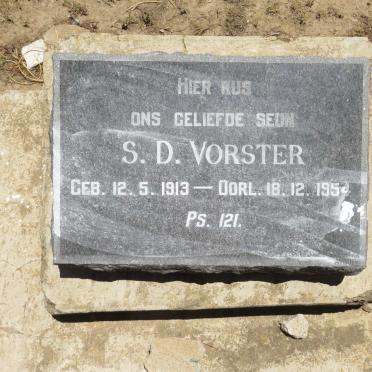 HIER RUS
ONS GELIEFDE SEUN
S. D. VORSTER
GEB. 12. 5. 1913 — OORL. 18. 12. 1954
PS. 121.